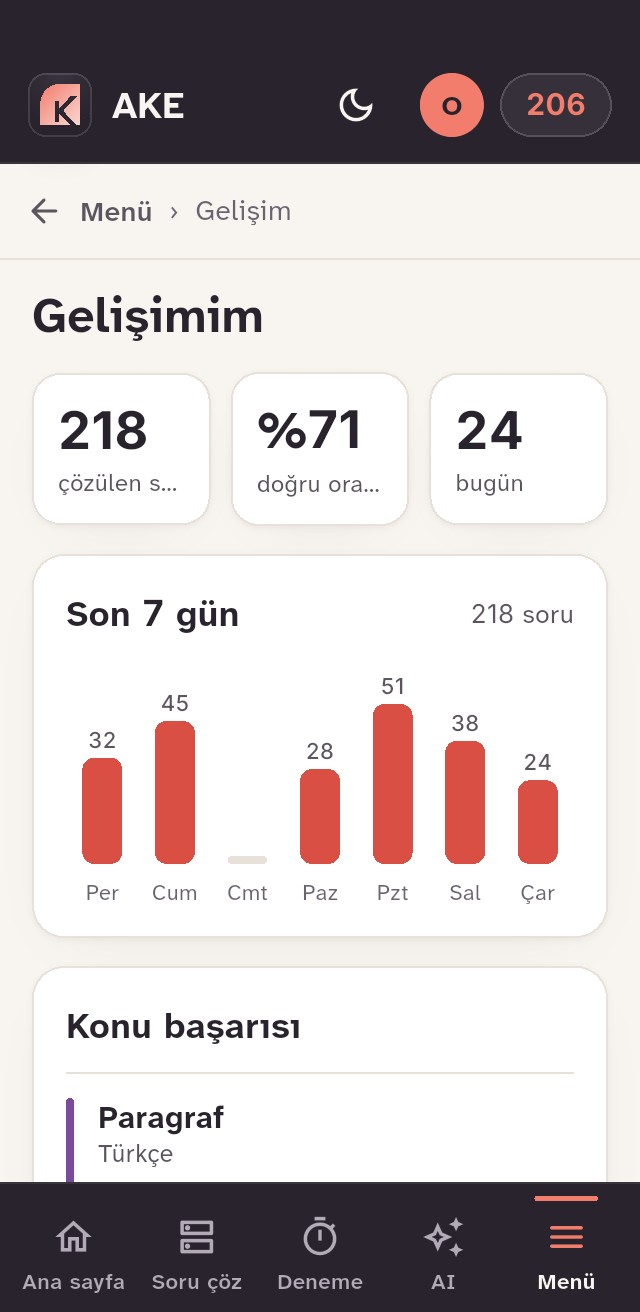 K AKE O 206
Menü › Gelişim
Gelişimim
218 %71 24
çözülen s... doğru ora... bugün
Son 7 gün 218 soru
32 45 28 51 38 24
Per Cum Cmt Paz Pzt Sal Çar
Konu başarısı
Paragraf
Türkçe
Ana sayfa Soru çöz Deneme AI Menü